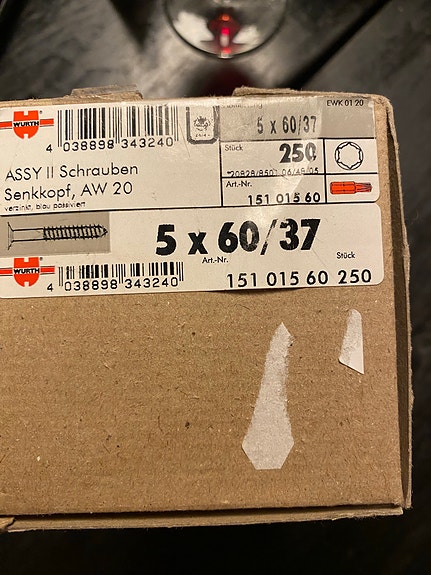 WURTH
4 038898 343240
5 x 60/37
EWK 01 20
Stück
250
ASSY II Schrauben
Senkkopf, AW 20
verzinkt, blau passiviert
Art.-Nr.
151 015 60
5 x 60/37
Art.-Nr.
Stück
WURTH
4 038898 343240
151 015 60 250